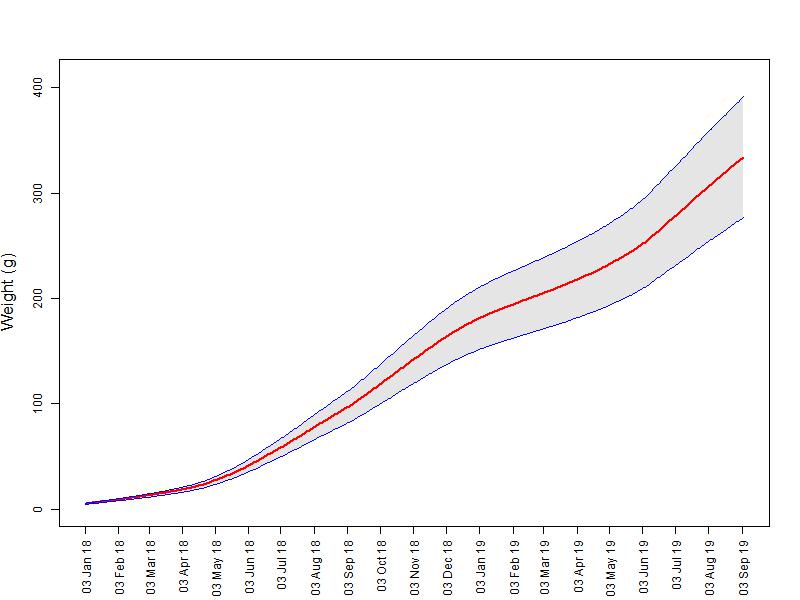 Weight (g)
400
300
200
100
0
03 Jan 18
03 Feb 18
03 Mar 18
03 Apr 18
03 May 18
03 Jun 18
03 Jul 18
03 Aug 18
03 Sep 18
03 Oct 18
03 Nov 18
03 Dec 18
03 Jan 19
03 Feb 19
03 Mar 19
03 Apr 19
03 May 19
03 Jun 19
03 Jul 19
03 Aug 19
03 Sep 19